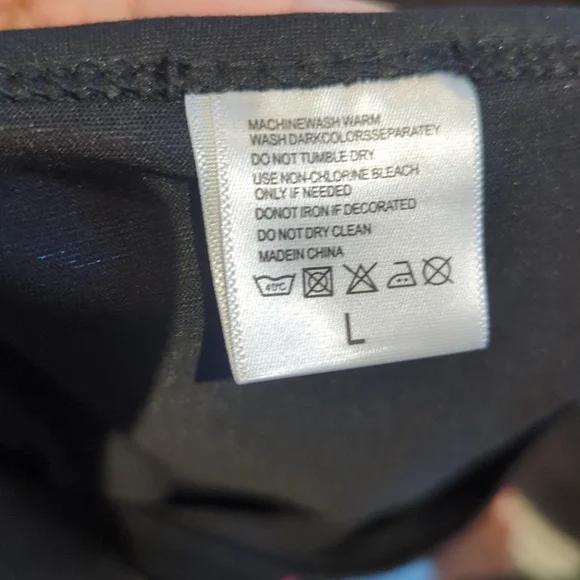 MACHINEWASH WARM
WASH DARKCOLORSSEPARATEY
DO NOT TUMBLE DRY
USE NON-CHLORINE BLEACH
ONLY IF NEEDED
DONOT IRON IF DECORATED
DO NOT DRY CLEAN
MADEIN CHINA
40℃
L